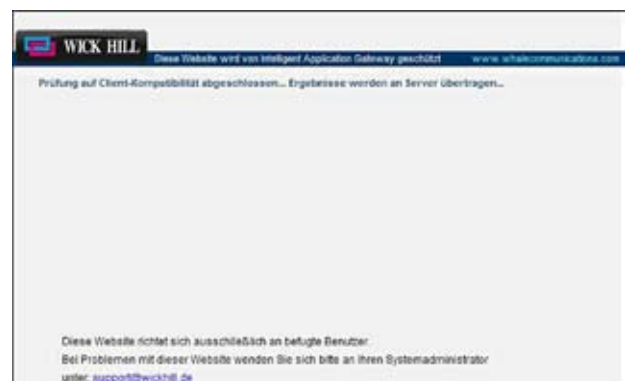 WICK HILL
Diese Website wird von Intelligent Application Gateway geschützt www.whalecommunications.com
Prüfung auf Client-Kompatibilität abgeschlossen... Ergebnisse werden an Server übertragen...
Diese Website richtet sich ausschließlich an befugte Benutzer.
Bei Problemen mit dieser Website wenden Sie sich bitte an Ihren Systemadministrator
unter: support@wickhill.de